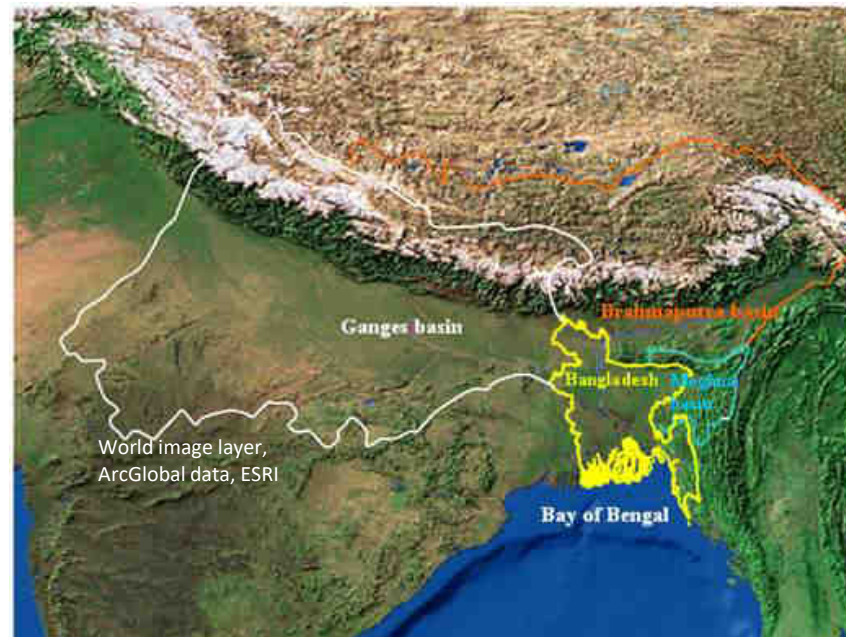 Brahmaputra basin
Ganges basin
Bangladesh
Meghna
basin
World image layer,
ArcGlobal data, ESRI
Bay of Bengal